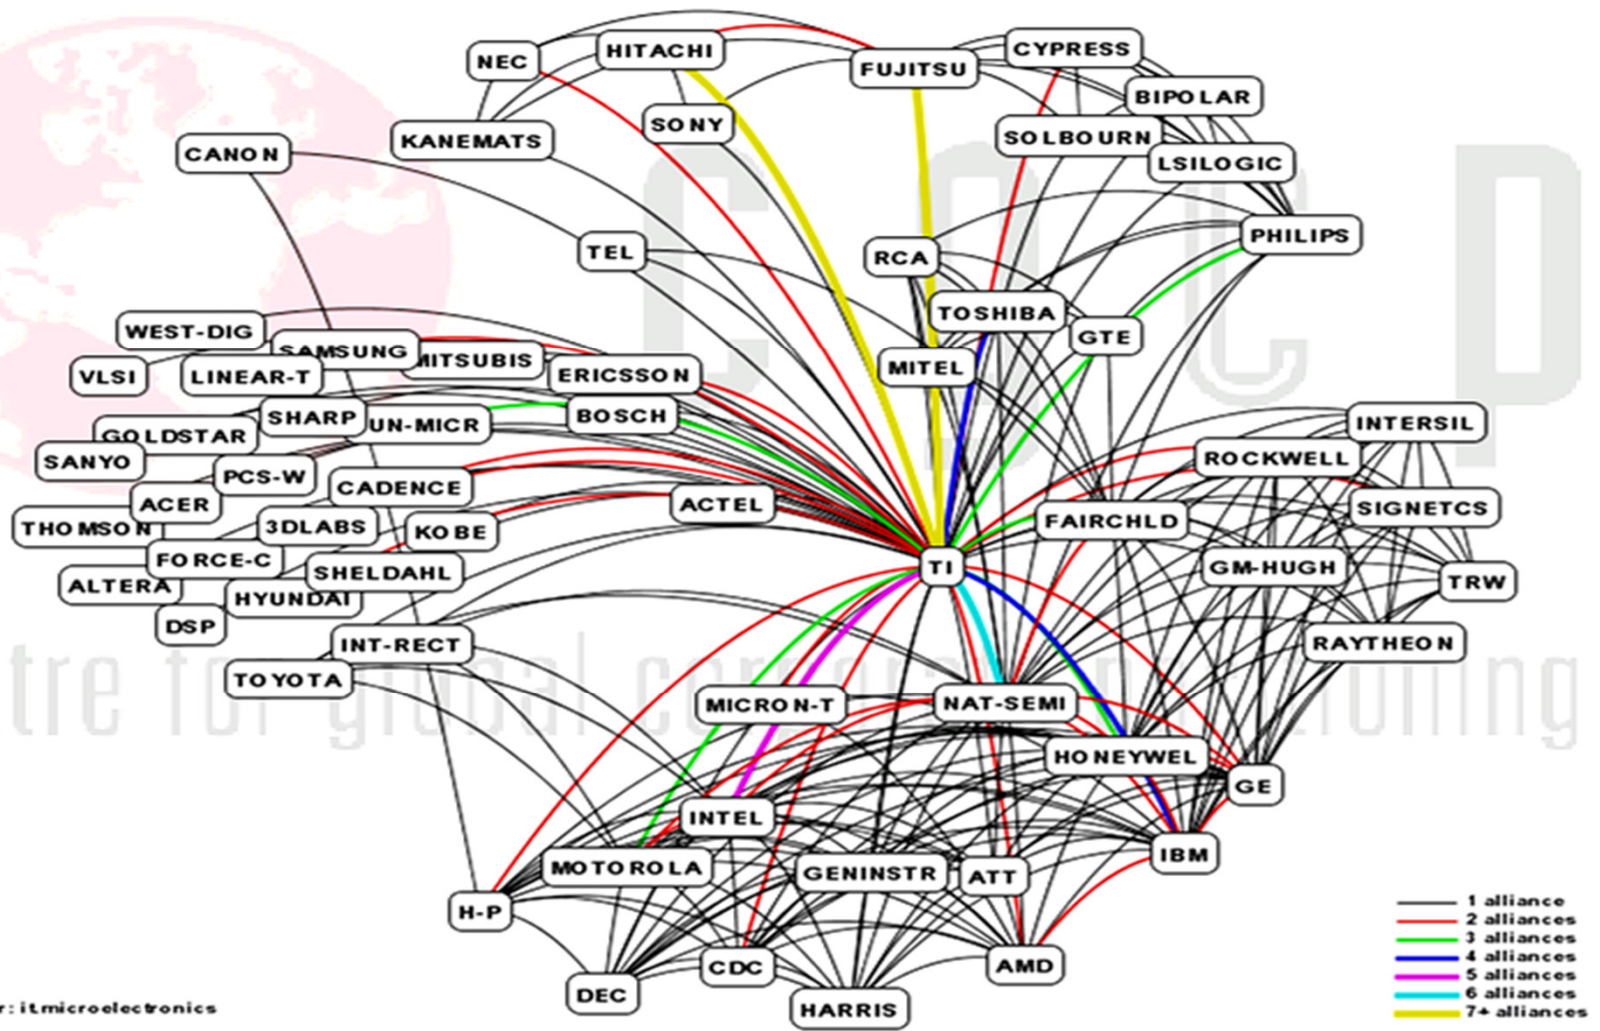 NEC
HITACHI
FUJITSU
CYPRESS
BIPOLAR
KANEMATS
SONY
SOLBOURN
LSILOGIC
CANON
PHILIPS
TEL
RCA
TOSHIBA
GTE
WEST-DIG
SAMSUNG
MITSUBIS
VLSI
LINEAR-T
ERICSSON
MITEL
SHARP
UN-MICR
BOSCH
INTERSIL
GOLDSTAR
SANYO
PCS-W
CADENCE
ROCKWELL
ACER
ACTEL
SIGNETCS
THOMSON
3DLABS
KOBE
FAIRCHLD
FORCE-C
SHELDAHL
TI
GM-HUGH
TRW
ALTERA
HYUNDAI
DSP
INT-RECT
RAYTHEON
TOYOTA
tre for global corporate
ning
MICRON-T
NAT-SEMI
HONEYWEL
GE
INTEL
IBM
MOTOROLA
GENINSTR
ATT
H-P
CDC
AMD
DEC
HARRIS
1 alliance
2 alliances
3 alliances
4 alliances
5 alliances
6 alliances
7+ alliances
r: it.microelectronics